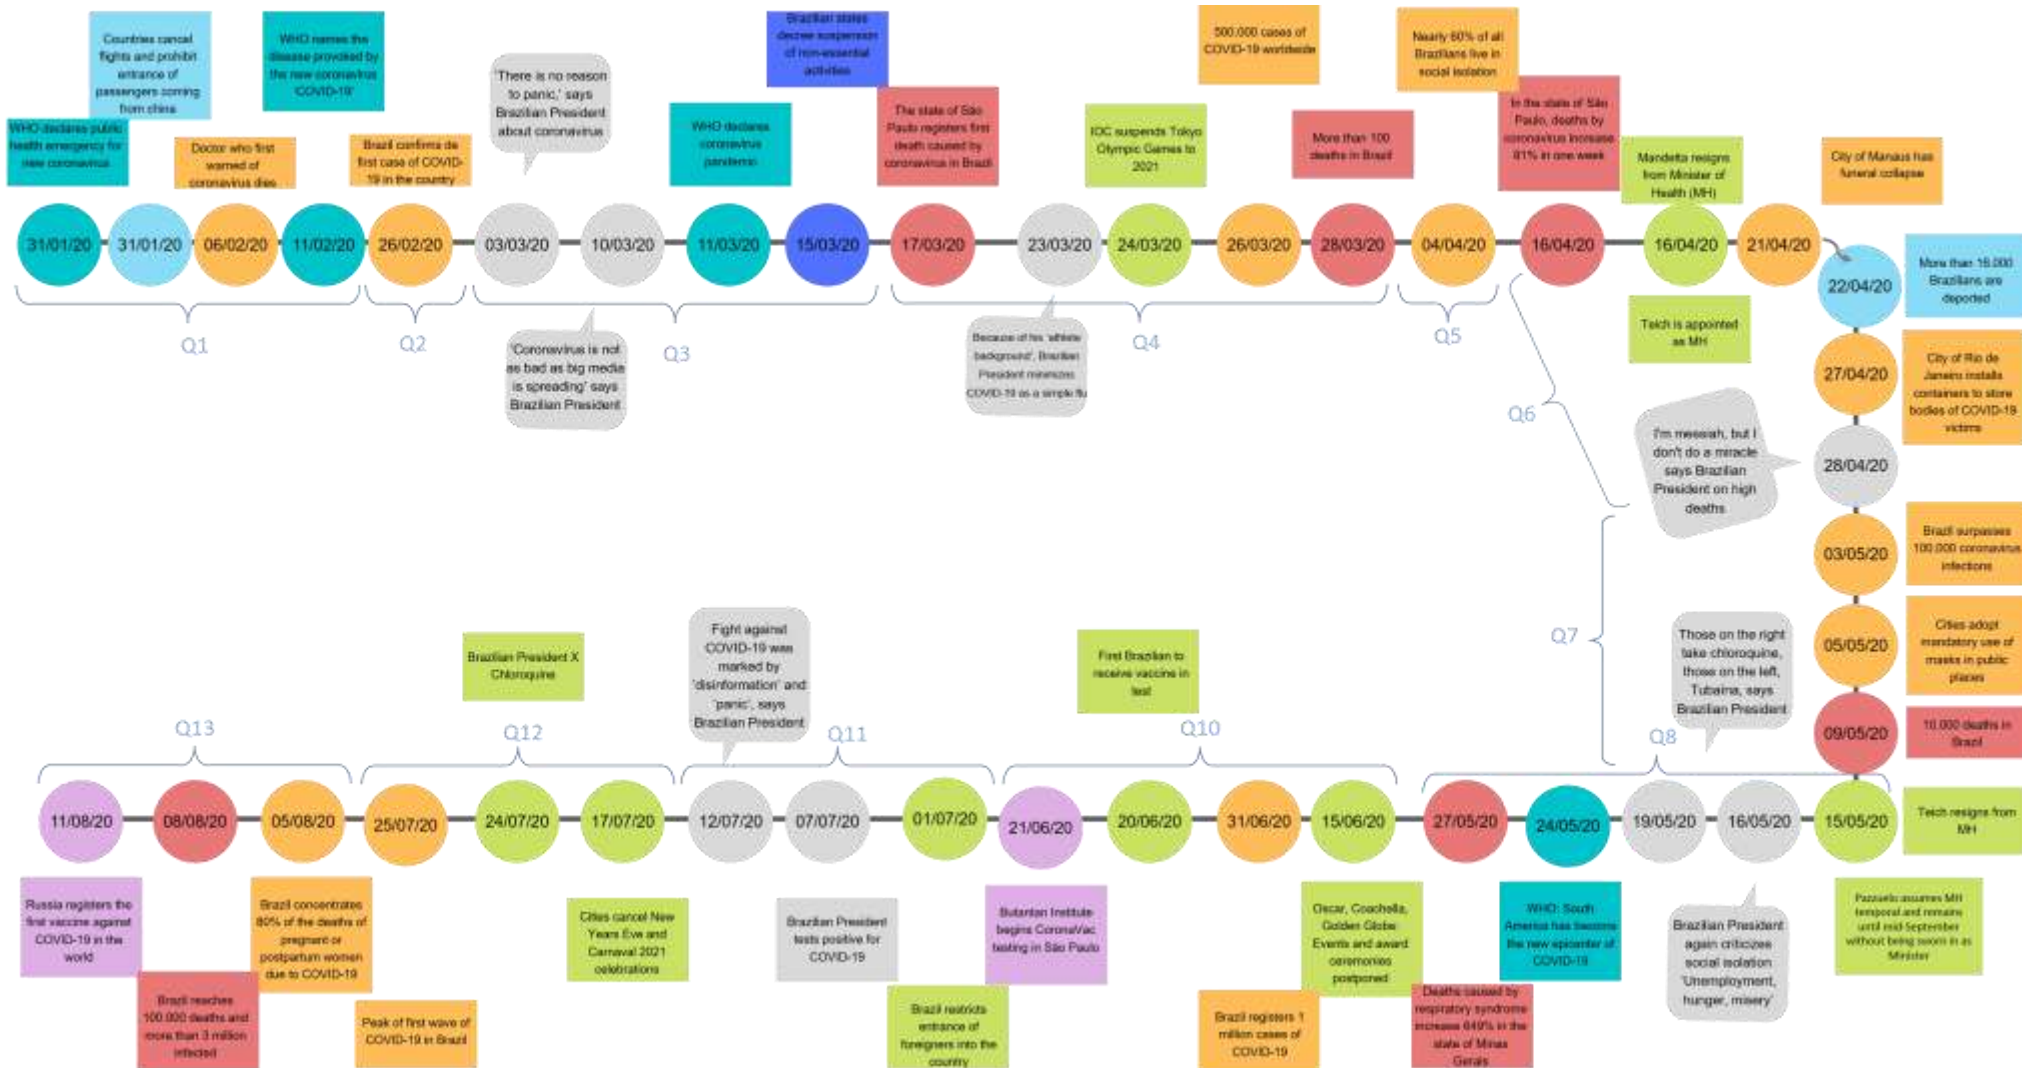 WHO declares public
health emergency for
new coronavirus
Countries cancel
flights and prohibit
entrance of
passengers coming
from china
Doctor who first
warned of
coronavirus dies
WHO names the
disease provoked by
the new coronavirus
'COVID-19'
Brazil confirms de
first case of COVID-
19 in the country
'There is no reason
to panic,' says
Brazilian President
about coronavirus
WHO declares
coronavirus
pandemic
Brazilian states
decree suspension
of non-essential
activities
The state of São
Paulo registers first
death caused by
coronavirus in Brazil
IOC suspends Tokyo
Olympic Games to
2021
500.000 cases of
COVID-19 worldwide
More than 100
deaths in Brazil
Nearly 60% of all
Brazilians live in
social isolation
In the state of São
Paulo, deaths by
coronavirus increase
81% in one week
Mandetta resigns
from Minister of
Health (MH)
City of Manaus has
funeral collapse
31/01/20
31/01/20
06/02/20
11/02/20
26/02/20
03/03/20
10/03/20
11/03/20
15/03/20
17/03/20
23/03/20
24/03/20
26/03/20
28/03/20
04/04/20
16/04/20
16/04/20
21/04/20
22/04/20
More than 16.000
Brazilians are
deported
Q1
Q2
'Coronavirus is not
as bad as big media
is spreading' says
Brazilian President
Q3
Because of his 'athlete
background', Brazilian
President minimizes
COVID-19 as a simple flu
Q4
Q5
Teich is appointed
as MH
Q6
27/04/20
City of Rio de
Janeiro installs
containers to store
bodies of COVID-19
victims
I'm messiah, but I
don't do a miracle
says Brazilian
President on high
deaths
28/04/20
03/05/20
Brazil surpasses
100.000 coronavirus
infections
Q7
05/05/20
Cities adopt
mandatory use of
masks in public
places
Those on the right
take chloroquine,
those on the left,
Tubaína, says
Brazilian President
09/05/20
10.000 deaths in
Brazil
Brazilian President X
Chloroquine
Fight against
COVID-19 was
marked by
'disinformation' and
'panic', says
Brazilian President
First Brazilian to
receive vaccine in
test
Q13
Q12
Q11
Q10
Q8
11/08/20
08/08/20
05/08/20
25/07/20
24/07/20
17/07/20
12/07/20
07/07/20
01/07/20
21/06/20
20/06/20
31/06/20
15/06/20
27/05/20
24/05/20
19/05/20
16/05/20
15/05/20
Teich resigns from
MH
Russia registers the
first vaccine against
COVID-19 in the
world
Brazil reaches
100.000 deaths and
more than 3 million
infected
Brazil concentrates
80% of the deaths of
pregnant or
postpartum women
due to COVID-19
Peak of first wave of
COVID-19 in Brazil
Cities cancel New
Years Eve and
Carnaval 2021
celebrations
Brazilian President
tests positive for
COVID-19
Brazil restricts
entrance of
foreigners into the
country
Butantan Institute
begins CoronaVac
testing in São Paulo
Brazil registers 1
million cases of
COVID-19
Oscar, Coachella,
Golden Globe
Events and award
ceremonies
postponed
Deaths caused by
respiratory syndrome
increase 649% in the
state of Minas
Gerais
WHO: South
America has become
the new epicenter of
COVID-19
Brazilian President
again criticizes
social isolation
'Unemployment,
hunger, misery'
Pazzuelo assumes MH
temporal and remains
until mid-September
without being sworn in as
Minister